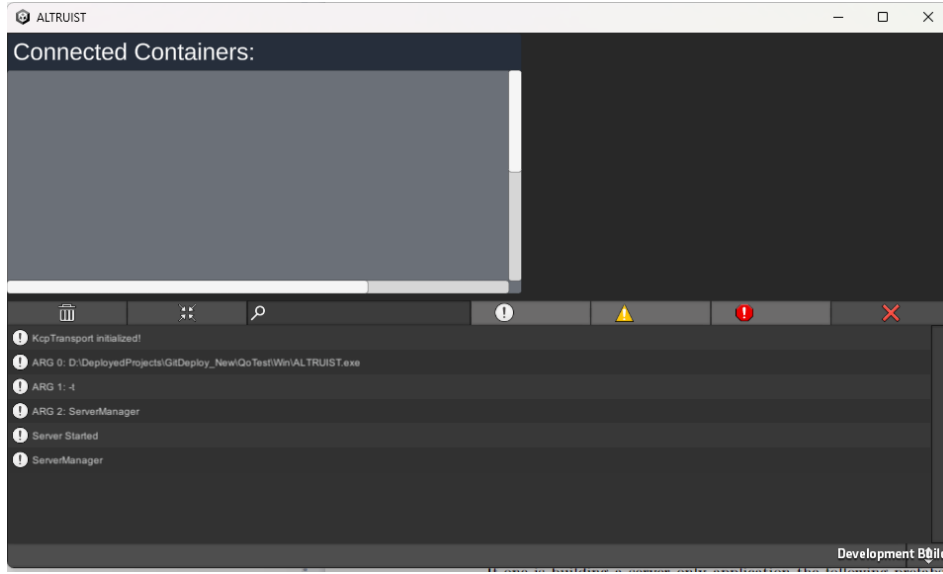 ALTRUIST
Connected Containers:
KcpTransport initialized!
ARG 0: D:\DeployedProjects\GitDeploy_New\QoTest\Win\ALTRUIST.exe
ARG 1: -t
ARG 2: ServerManager
Server Started
ServerManager
Development Build